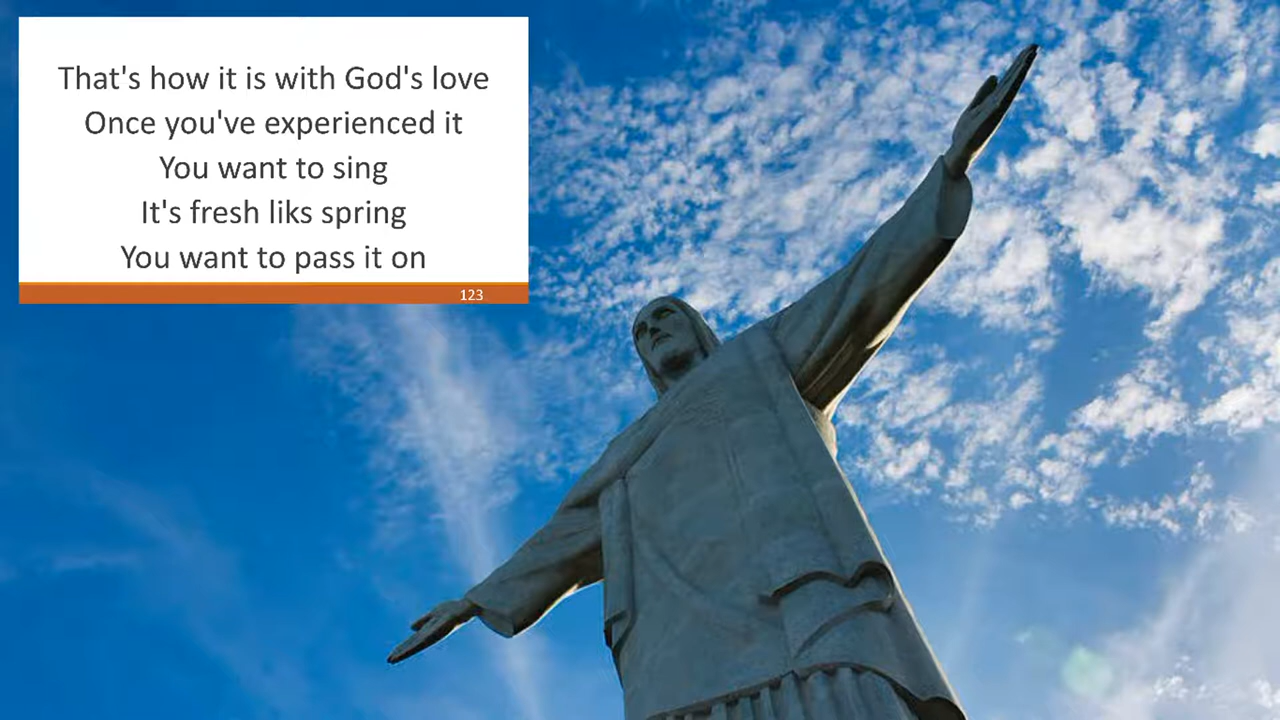 That's how it is with God's love
Once you've experienced it
You want to sing
It's fresh liks spring
You want to pass it on
123